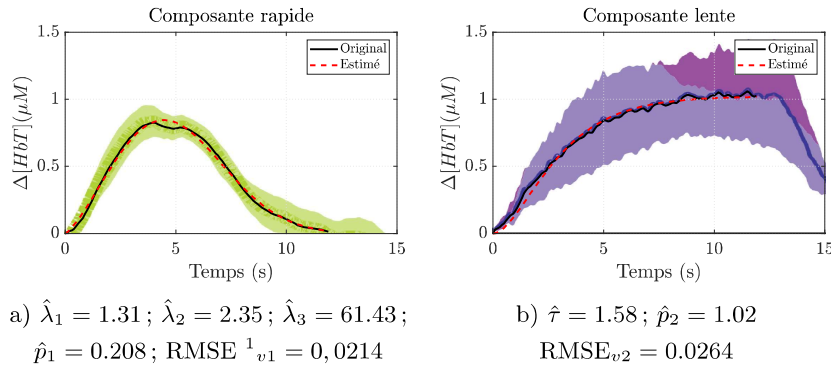 Composante rapide
Original
Estimé
Δ[HbT](μM)
1.5
1
0.5
0
0 5 10 15
Temps (s)
a) λ̂₁ = 1.31 ; λ̂₂ = 2.35 ; λ̂₃ = 61.43 ;
p̂₁ = 0.208 ; RMSE ¹ᵥ₁ = 0,0214
Composante lente
Original
Estimé
Δ[HbT](μM)
1.5
1
0.5
0
0 5 10 15
Temps (s)
b) τ̂ = 1.58 ; p̂₂ = 1.02
RMSEᵥ₂ = 0.0264